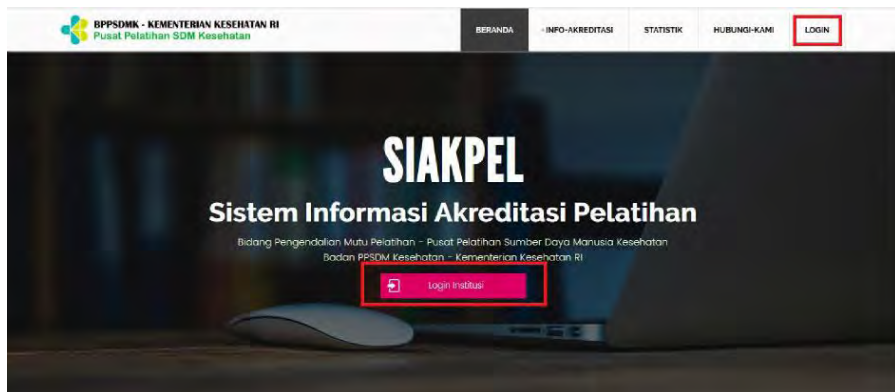 BPPSDMK - KEMENTERIAN KESEHATAN RI
Pusat Pelatihan SDM Kesehatan
BERANDA
INFO-AKREDITASI
STATISTIK
HUBUNGI-KAMI
LOGIN
SIAKPEL
Sistem Informasi Akreditasi Pelatihan
Bidang Pengendalian Mutu Pelatihan - Pusat Pelatihan Sumber Daya Manusia Kesehatan
Badan PPSDM Kesehatan - Kementerian Kesehatan RI
Login Institusi